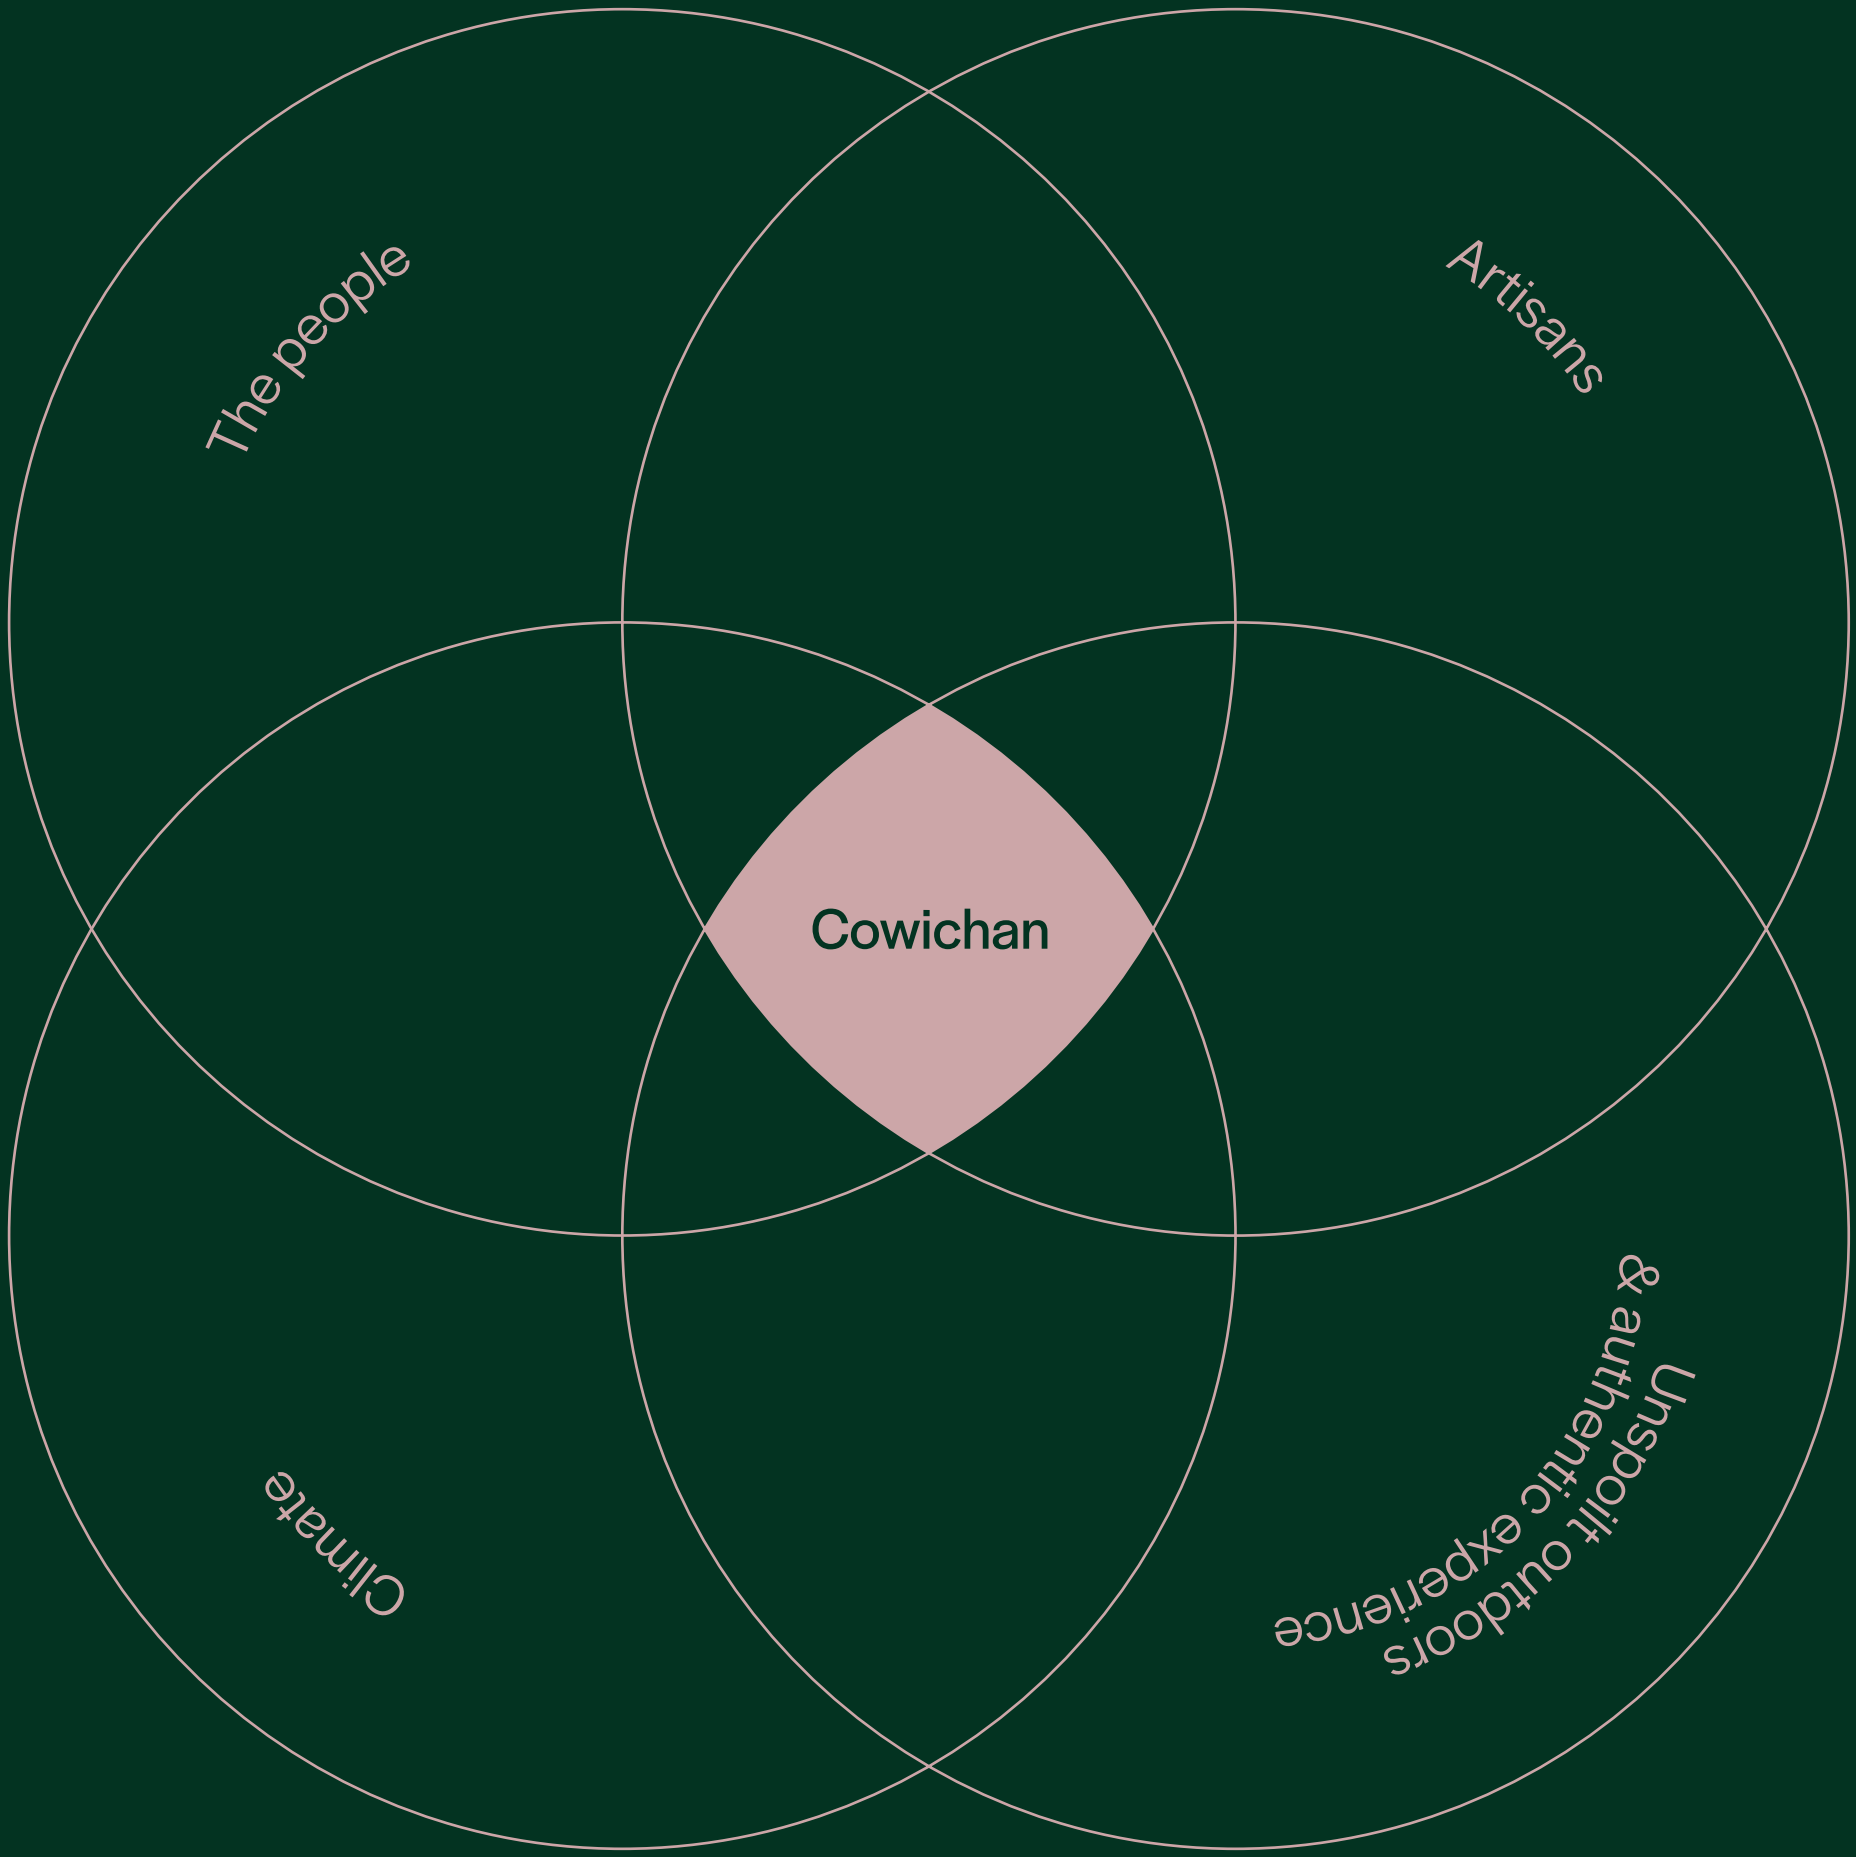 The people
Artisans
Cowichan
Climate
Unspoilt outdoors
& authentic experience